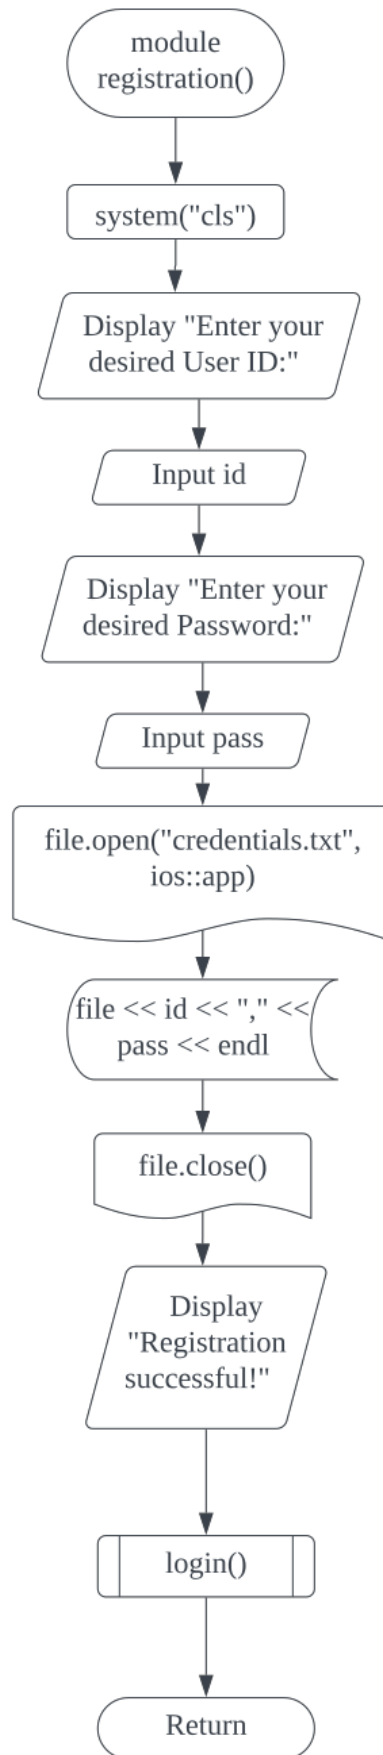 module
registration()
system("cls")
Display "Enter your
desired User ID:"
Input id
Display "Enter your
desired Password:"
Input pass
file.open("credentials.txt",
ios::app)
file << id << "," <<
pass << endl
file.close()
Display
"Registration
successful!"
login()
Return